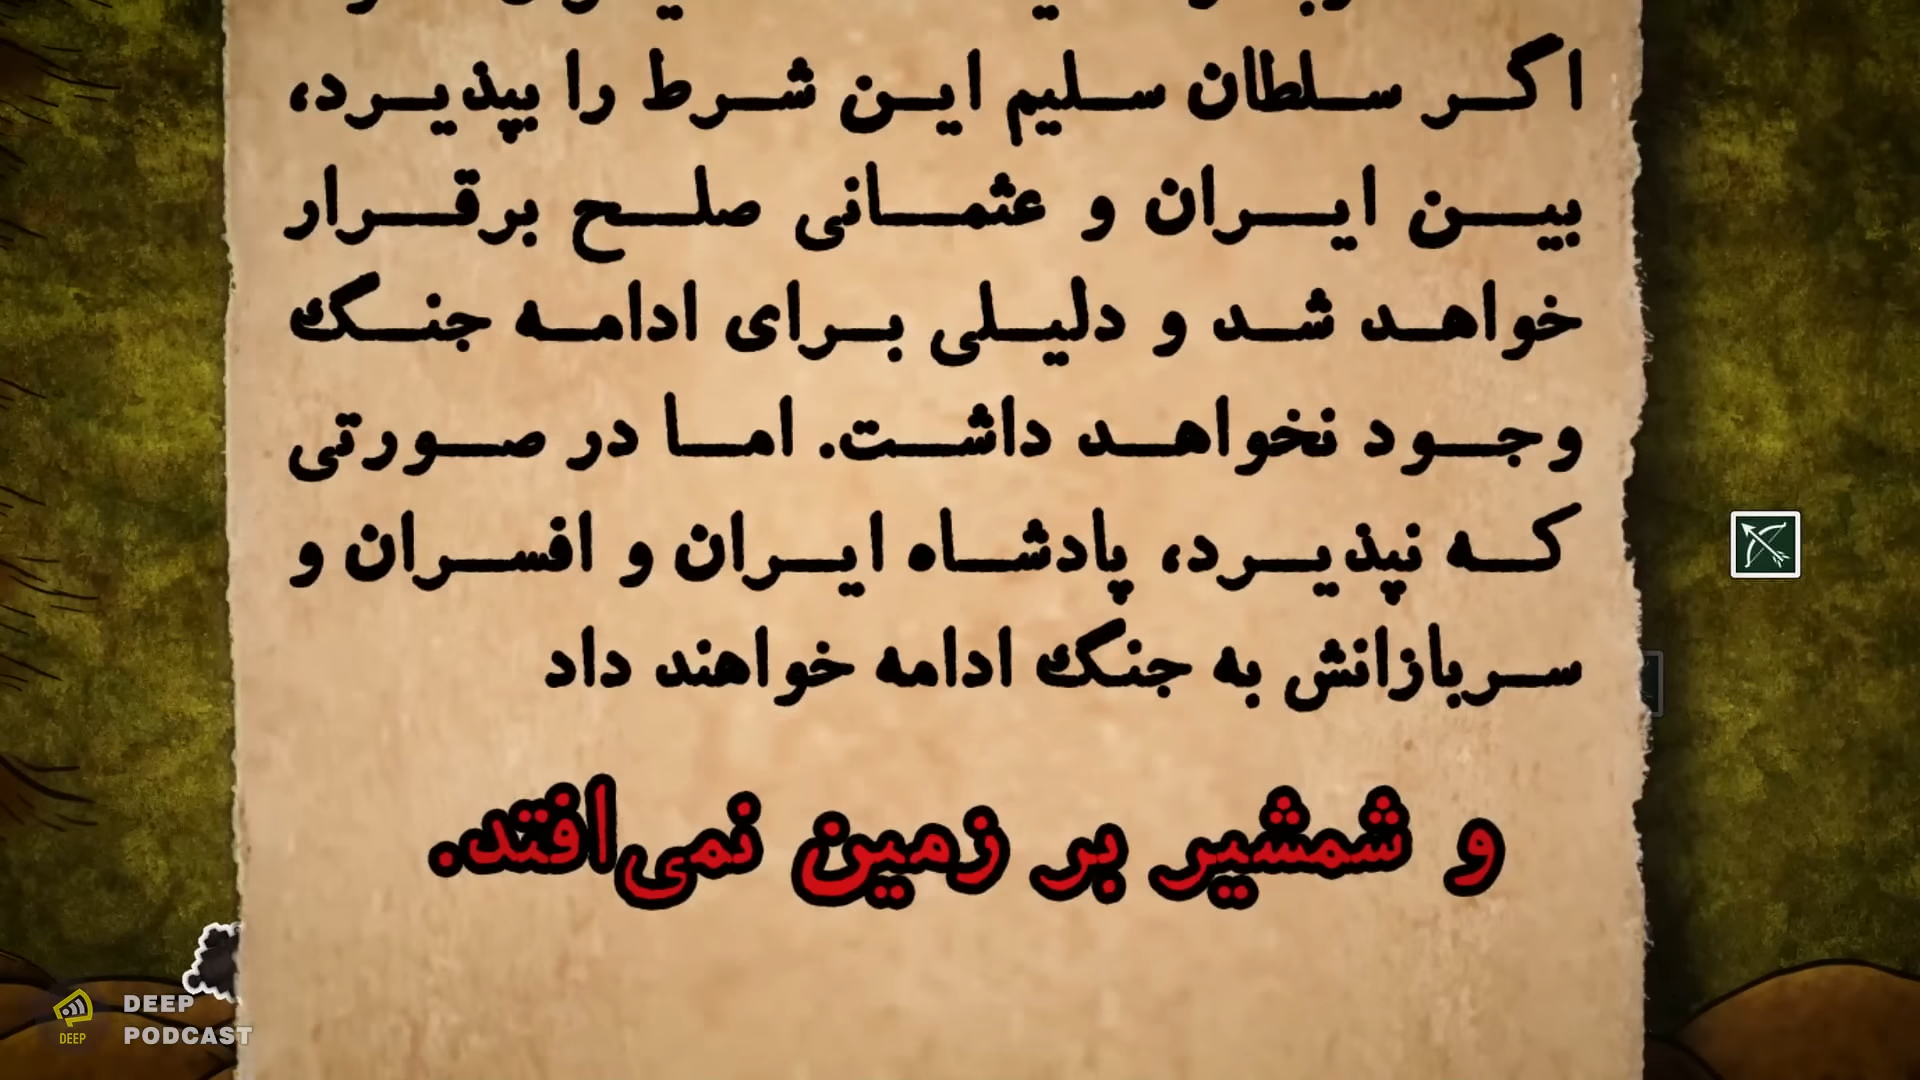 اگر سلطان سلیم این شرط را بپذیرد،
بین ایران و عثمانی صلح برقرار
خواهد شد و دلیلی برای ادامه جنگ
وجود نخواهد داشت. اما در صورتی
که نپذیرد، پادشاه ایران و افسران و
سربازانش به جنگ ادامه خواهند داد
و شمشیر بر زمین نمی‌افتد.
DEEP
PODCAST
DEEP